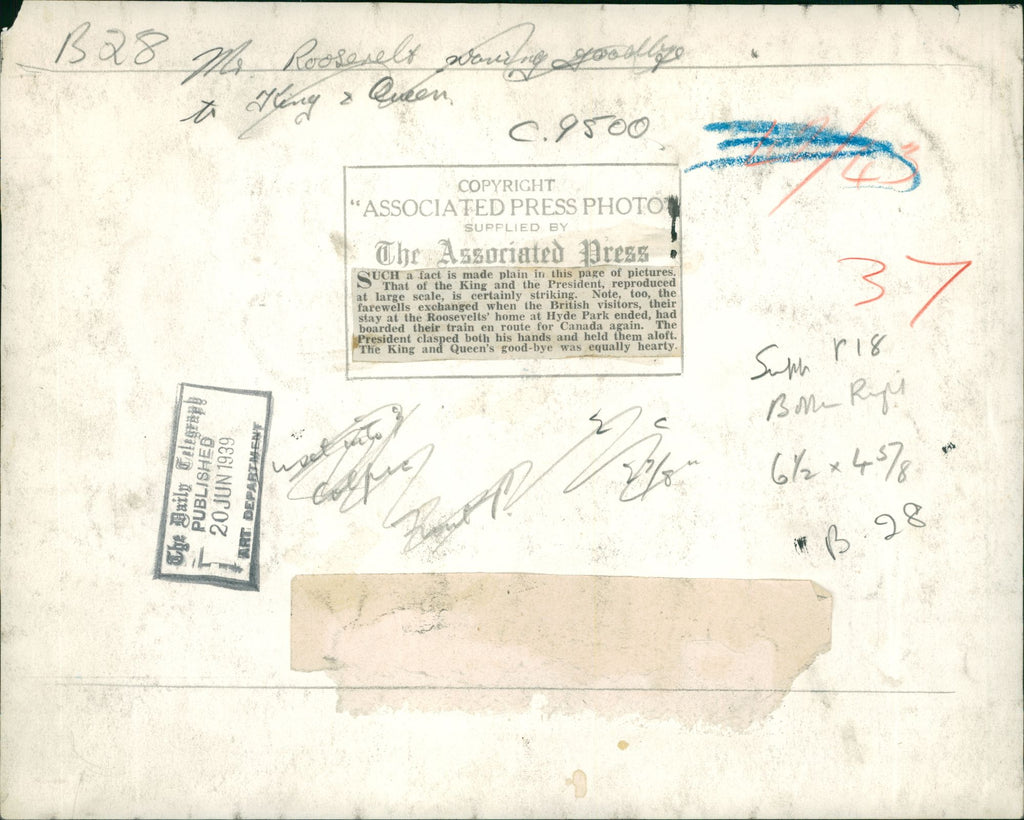 B28 Mr Roosevelt waving goodbye
to King & Queen
C.9500
COPYRIGHT
"ASSOCIATED PRESS PHOTO"
SUPPLIED BY
The Associated Press
SUCH a fact is made plain in this page of pictures.
That of the King and the President, reproduced
at large scale, is certainly striking. Note, too, the
farewells exchanged when the British visitors, their
stay at the Roosevelts' home at Hyde Park ended, had
boarded their train en route for Canada again. The
President clasped both his hands and held them aloft.
The King and Queen's good-bye was equally hearty.
37
P18
6½ × 4 5/8
B. 28
The Daily Telegraph
PUBLISHED
20 JUN 1939
ART DEPARTMENT